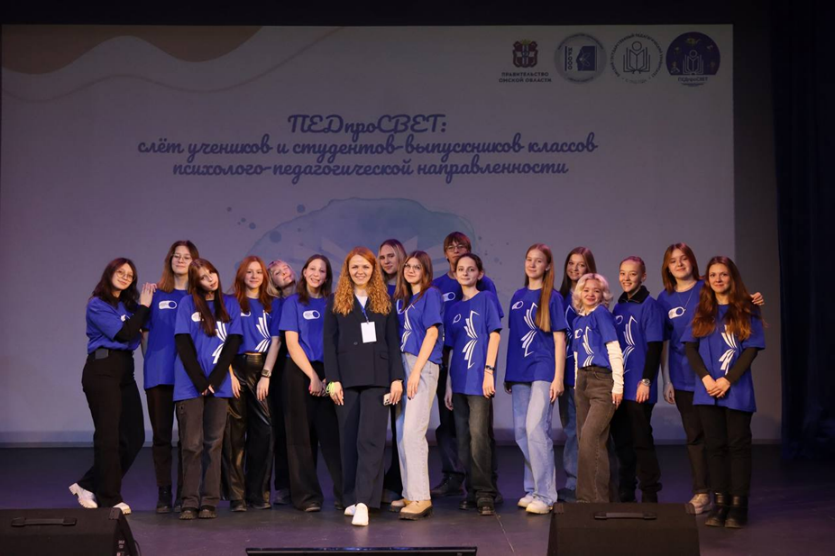 ПРАВИТЕЛЬСТВО
ОМСКОЙ ОБЛАСТИ
ПЕДпроСВЕТ:
слёт учеников и студентов-выпускников классов
психолого-педагогической направленности